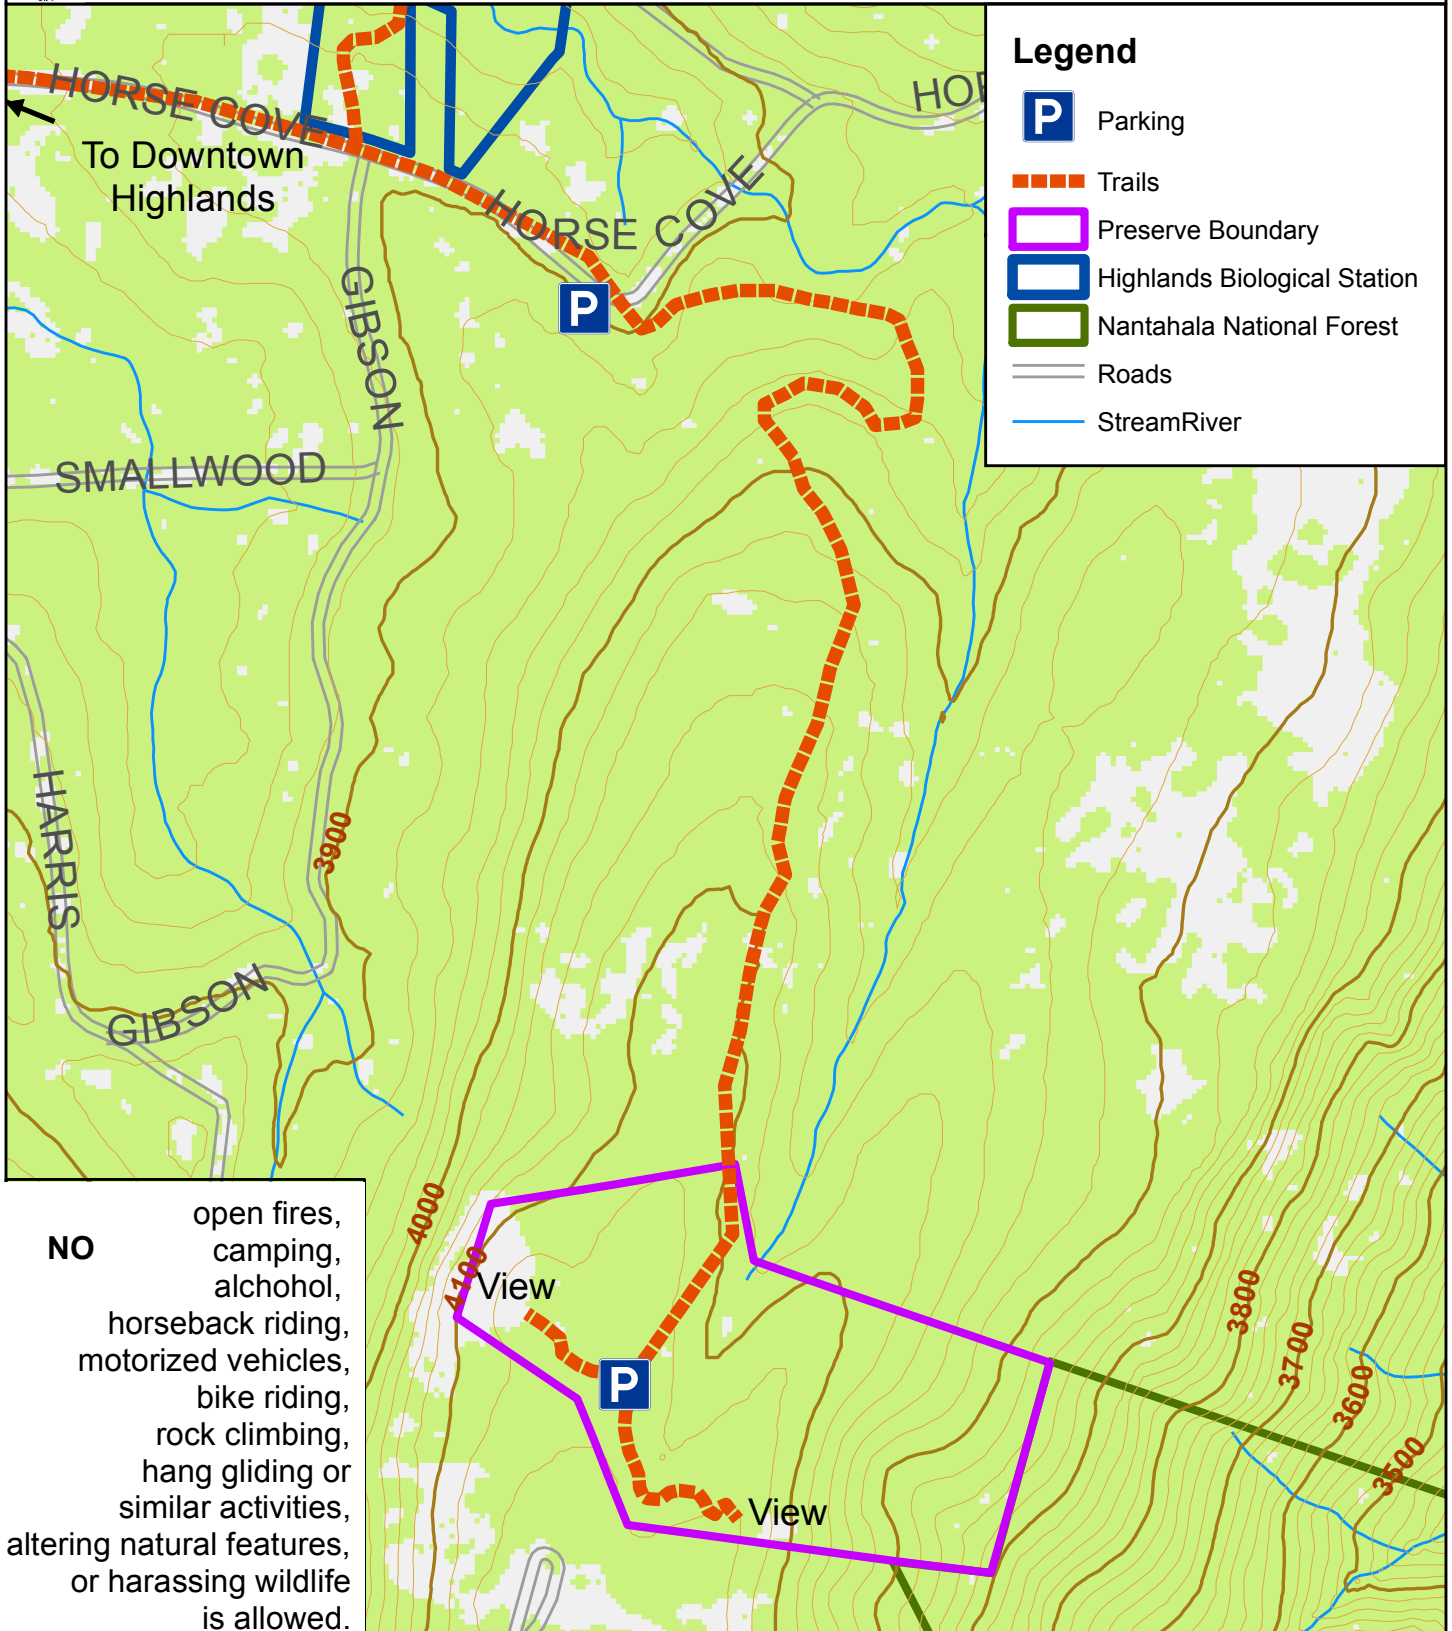 HORSE COVE
To Downtown
Highlands
HORSE COVE
GIBSON
SMALLWOOD
HARRIS
GIBSON
3900
4000
4100
View
P
P
View
3800
3700
3600
3500
HOR
Legend
P Parking
Trails
Preserve Boundary
Highlands Biological Station
Nantahala National Forest
Roads
StreamRiver
open fires,
NO camping,
alchohol,
horseback riding,
motorized vehicles,
bike riding,
rock climbing,
hang gliding or
similar activities,
altering natural features,
or harassing wildlife
is allowed.